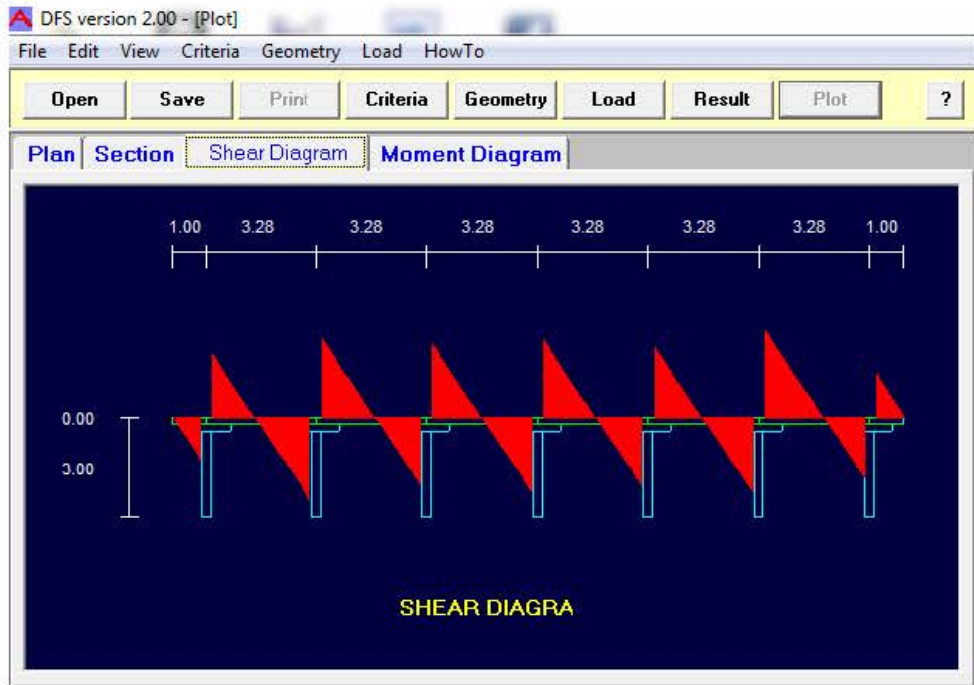 DFS version 2.00 - [Plot]
File Edit View Criteria Geometry Load HowTo
Open Save Print Criteria Geometry Load Result Plot ?
Plan Section Shear Diagram Moment Diagram
1.00 3.28 3.28 3.28 3.28 3.28 3.28 1.00
0.00
3.00
SHEAR DIAGRA